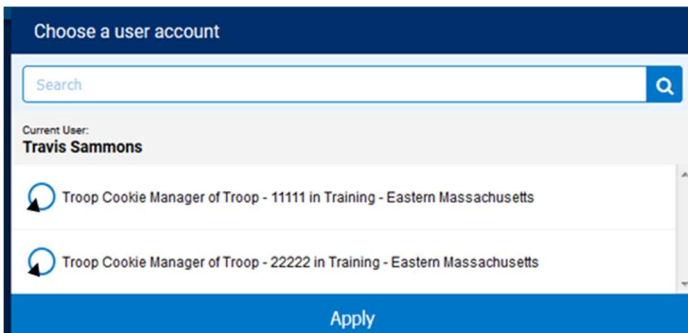 Choose a user account
Search
Current User:
Travis Sammons
Troop Cookie Manager of Troop - 11111 in Training - Eastern Massachusetts
Troop Cookie Manager of Troop - 22222 in Training - Eastern Massachusetts
Apply